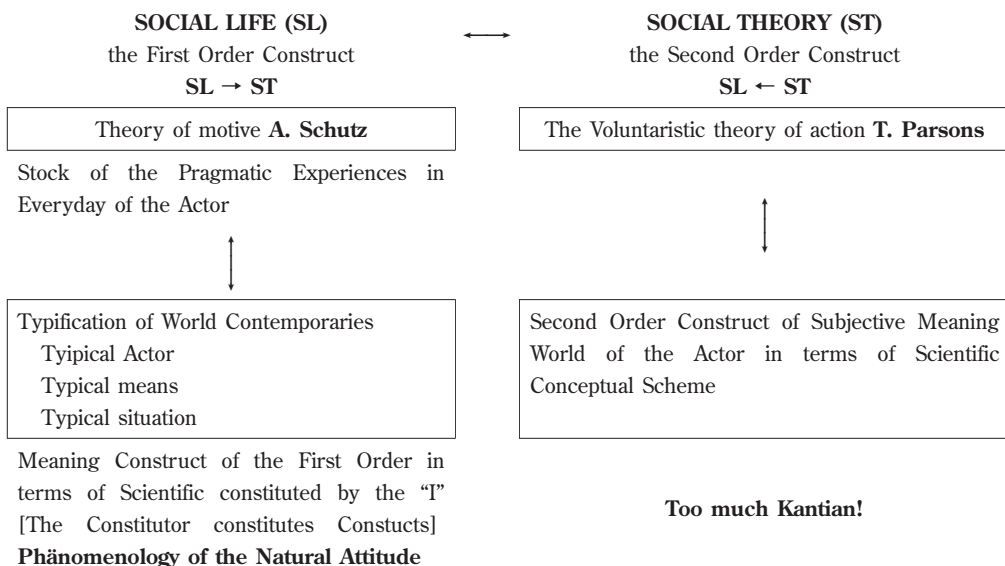 SOCIAL LIFE (SL)
the First Order Construct
SL → ST
Theory of motive A. Schutz
Stock of the Pragmatic Experiences in
Everyday of the Actor
Typification of World Contemporaries
Tyipical Actor
Typical means
Typical situation
Meaning Construct of the First Order in
terms of Scientific constituted by the “I”
[The Constitutor constitutes Constucts]
Phänomenology of the Natural Attitude
SOCIAL THEORY (ST)
the Second Order Construct
SL ← ST
The Voluntaristic theory of action T. Parsons
Second Order Construct of Subjective Meaning
World of the Actor in terms of Scientific
Conceptual Scheme
Too much Kantian!